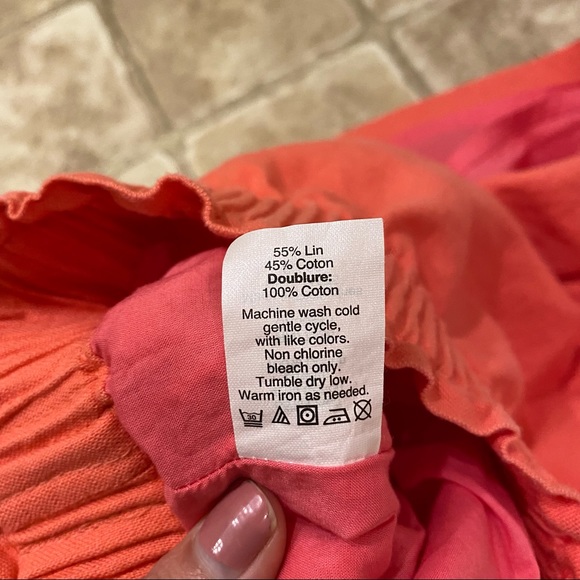 55% Lin
45% Coton
Doublure:
100% Coton
Machine wash cold
gentle cycle,
with like colors.
Non chlorine
bleach only.
Tumble dry low.
Warm iron as needed.
30